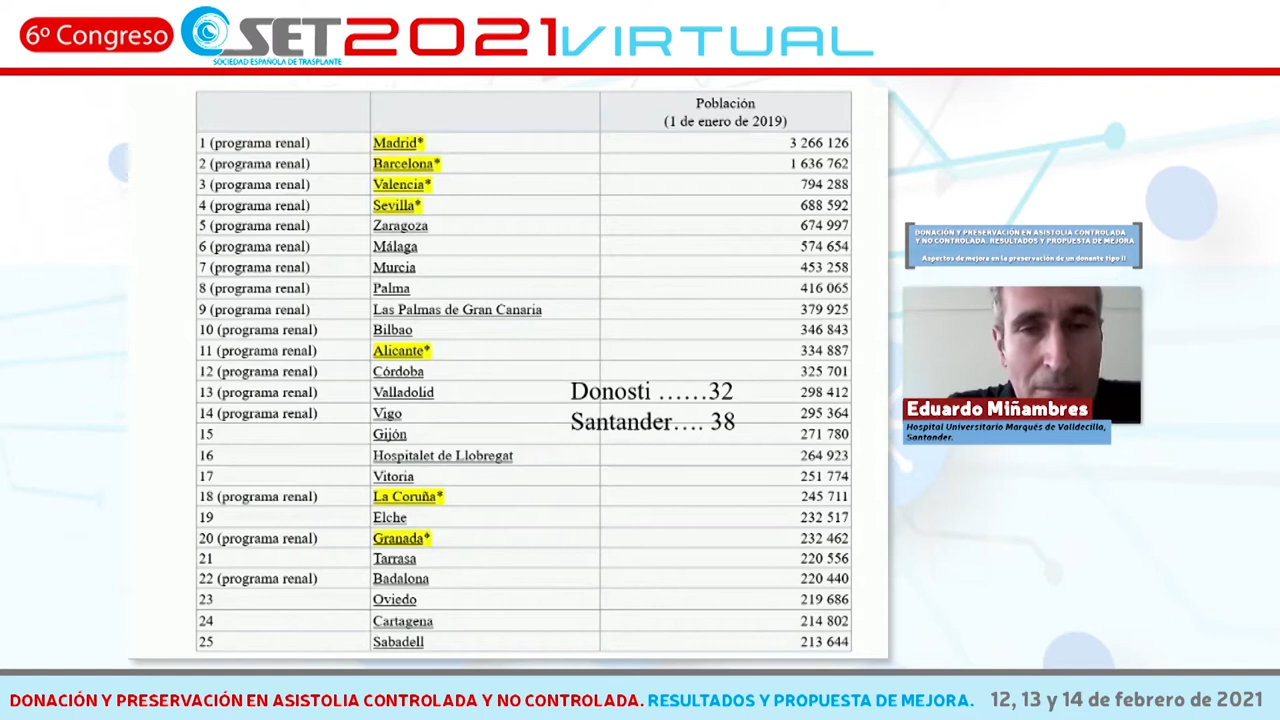 6º Congreso SET 2021 VIRTUAL
SOCIEDAD ESPAÑOLA DE TRASPLANTE
Población
(1 de enero de 2019)
1 (programa renal) Madrid* 3 266 126
2 (programa renal) Barcelona* 1 636 762
3 (programa renal) Valencia* 794 288
4 (programa renal) Sevilla* 688 592
5 (programa renal) Zaragoza 674 997
6 (programa renal) Málaga 574 654
7 (programa renal) Murcia 453 258
8 (programa renal) Palma 416 065
9 (programa renal) Las Palmas de Gran Canaria 379 925
10 (programa renal) Bilbao 346 843
11 (programa renal) Alicante* 334 887
12 (programa renal) Córdoba 325 701
13 (programa renal) Valladolid 298 412
14 (programa renal) Vigo 295 364
15 Gijón 271 780
16 Hospitalet de Llobregat 264 923
17 Vitoria 251 774
18 (programa renal) La Coruña* 245 711
19 Elche 232 517
20 (programa renal) Granada* 232 462
21 Tarrasa 220 556
22 (programa renal) Badalona 220 440
23 Oviedo 219 686
24 Cartagena 214 802
25 Sabadell 213 644
Donosti ......32
Santander.... 38
DONACIÓN Y PRESERVACIÓN EN ASISTOLIA CONTROLADA
Y NO CONTROLADA. RESULTADOS Y PROPUESTA DE MEJORA
Aspectos de mejora en la preservación de un donante tipo II
Eduardo Miñambres
Hospital Universitario Marqués de Valldecilla,
Santander.
DONACIÓN Y PRESERVACIÓN EN ASISTOLIA CONTROLADA Y NO CONTROLADA. RESULTADOS Y PROPUESTA DE MEJORA. 12, 13 y 14 de febrero de 2021